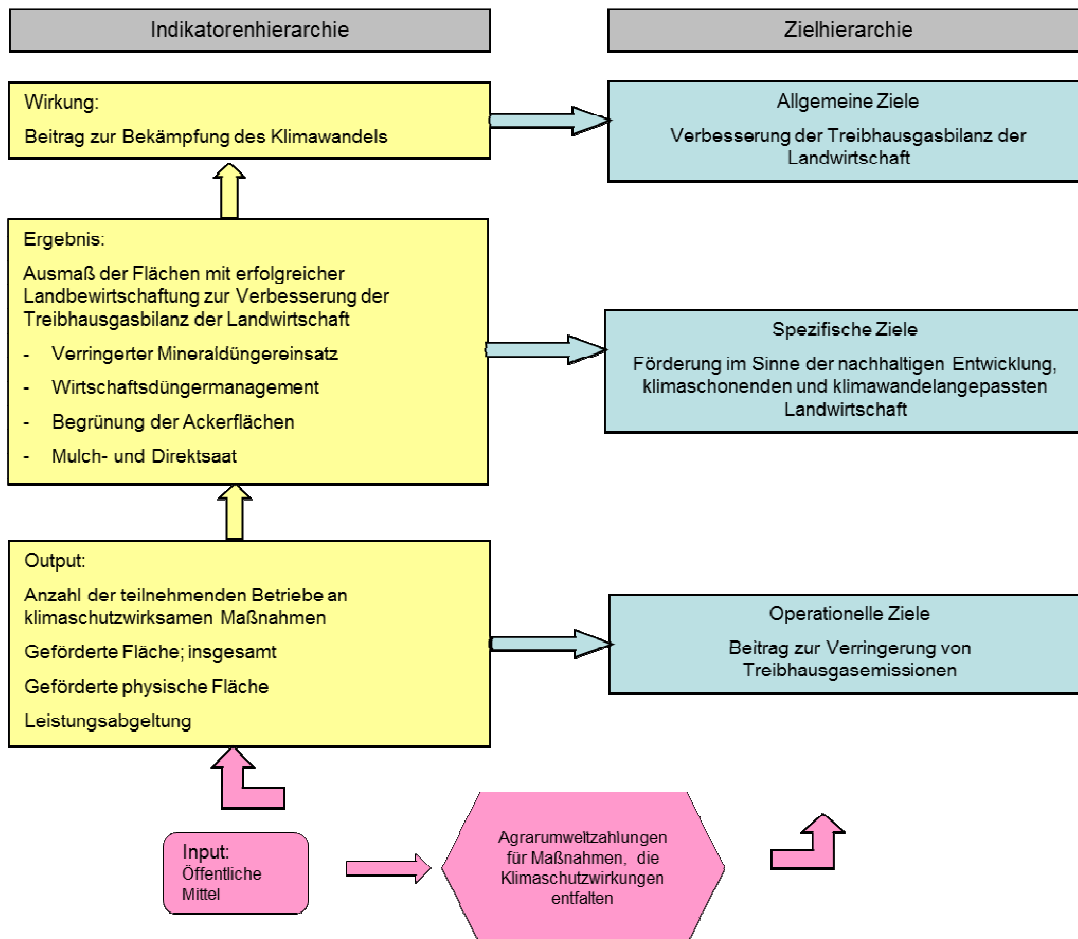 Indikatorenhierarchie
Zielhierarchie
Wirkung:
Beitrag zur Bekämpfung des Klimawandels
Allgemeine Ziele
Verbesserung der Treibhausgasbilanz der
Landwirtschaft
Ergebnis:
Ausmaß der Flächen mit erfolgreicher
Landbewirtschaftung zur Verbesserung der
Treibhausgasbilanz der Landwirtschaft
- Verringerter Mineraldüngereinsatz
- Wirtschaftsdüngermanagement
- Begrünung der Ackerflächen
- Mulch- und Direktsaat
Spezifische Ziele
Förderung im Sinne der nachhaltigen Entwicklung,
klimaschonenden und klimawandelangepassten
Landwirtschaft
Output:
Anzahl der teilnehmenden Betriebe an
klimaschutzwirksamen Maßnahmen
Geförderte Fläche; insgesamt
Geförderte physische Fläche
Leistungsabgeltung
Operationelle Ziele
Beitrag zur Verringerung von
Treibhausgasemissionen
Input:
Öffentliche
Mittel
Agrarumweltzahlungen
für Maßnahmen, die
Klimaschutzwirkungen
entfalten